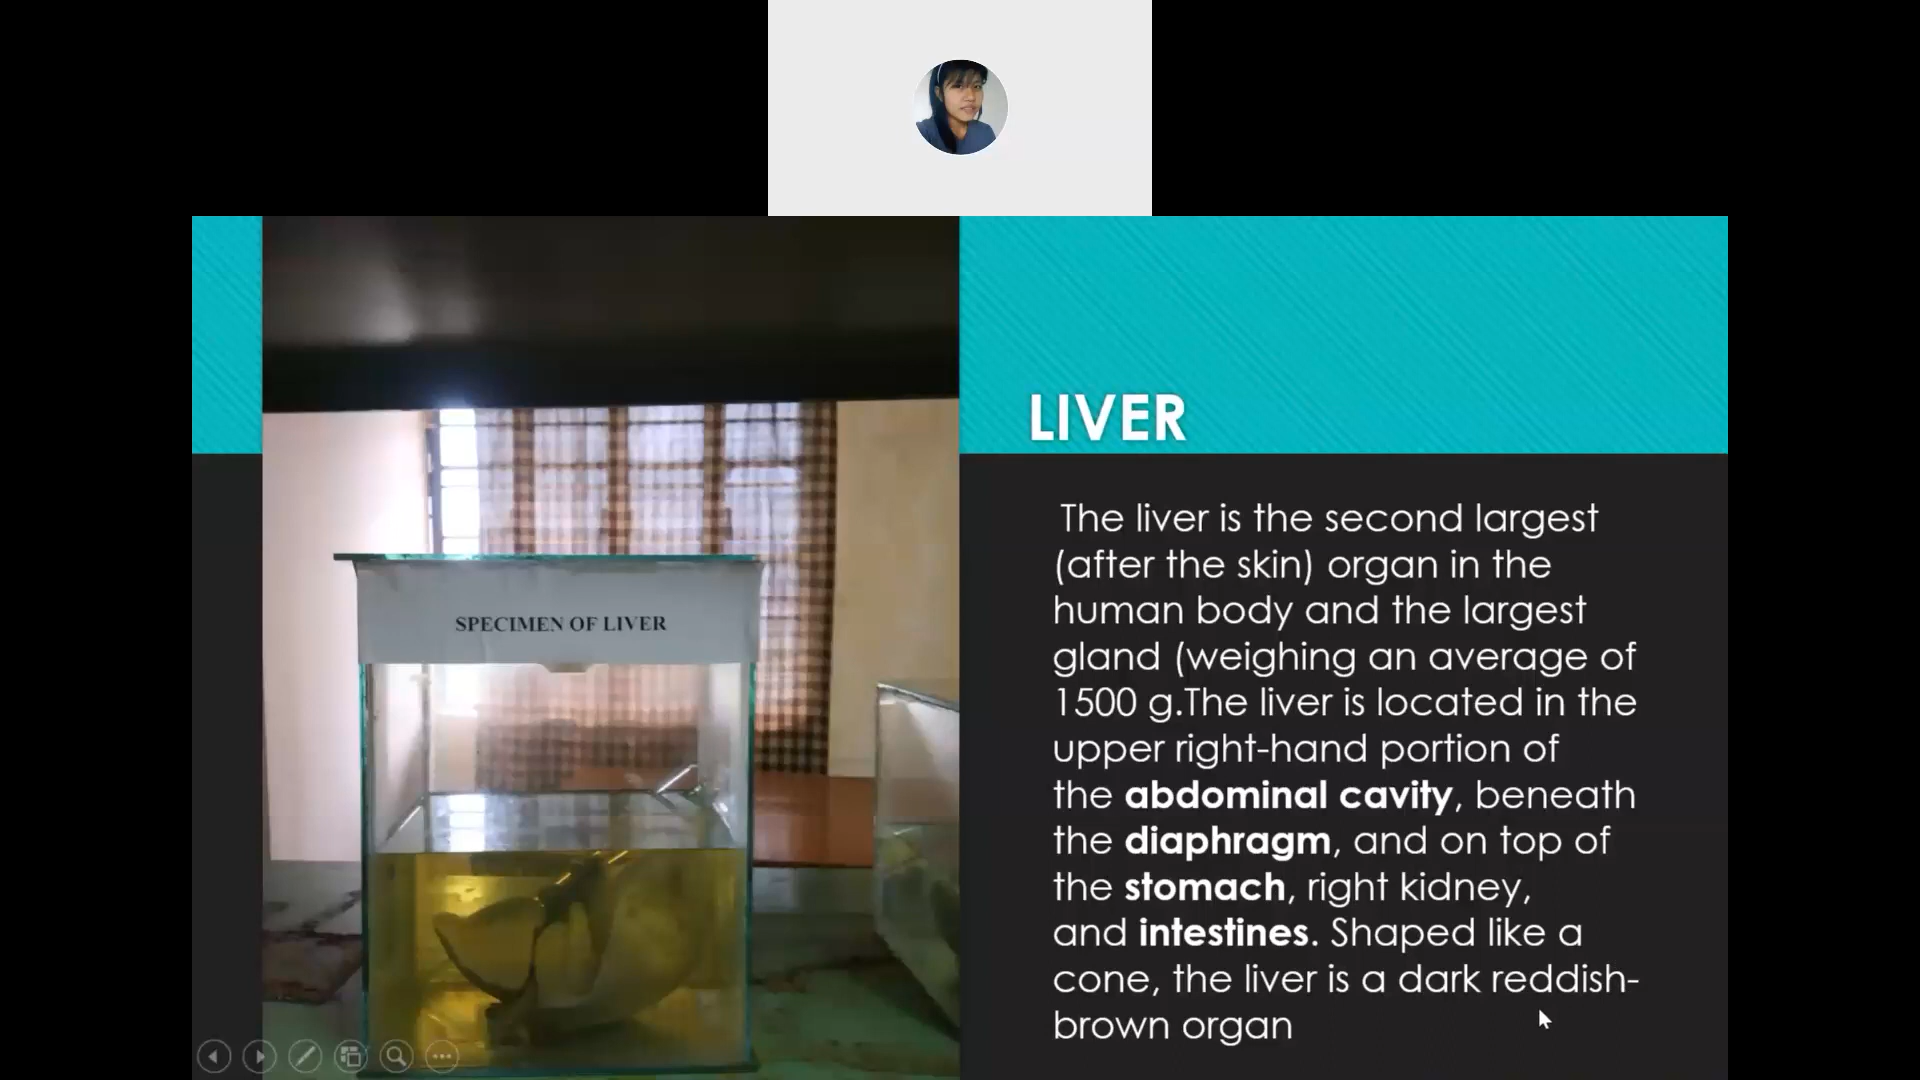 SPECIMEN OF LIVER
LIVER
The liver is the second largest
(after the skin) organ in the
human body and the largest
gland (weighing an average of
1500 g.The liver is located in the
upper right-hand portion of
the abdominal cavity, beneath
the diaphragm, and on top of
the stomach, right kidney,
and intestines. Shaped like a
cone, the liver is a dark reddish-
brown organ